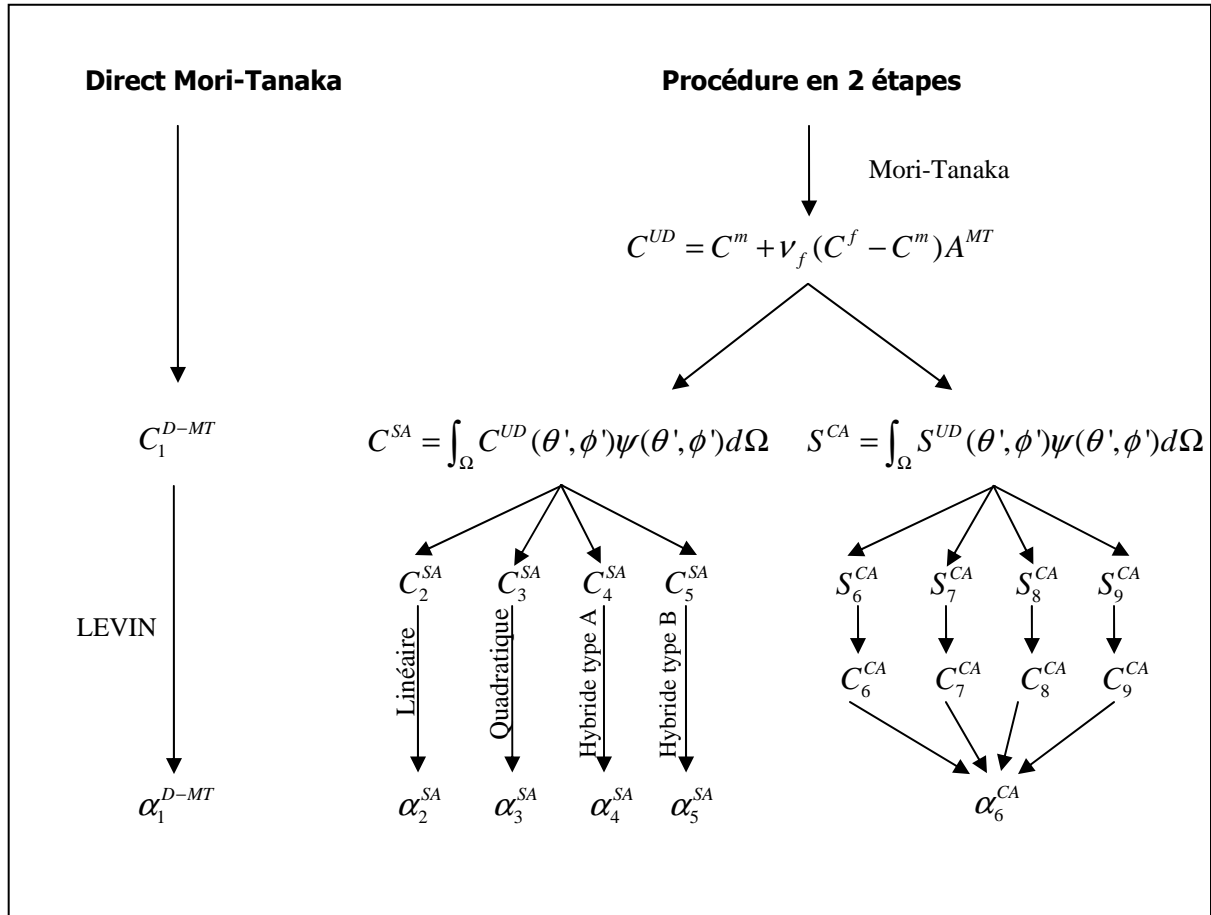 Direct Mori-Tanaka
Procédure en 2 étapes
Mori-Tanaka
C^{UD} = C^m + ν_f (C^f − C^m) A^{MT}
C_1^{D−MT}
C^{SA} = ∫_Ω C^{UD}(θ',ϕ')ψ(θ',ϕ')dΩ
S^{CA} = ∫_Ω S^{UD}(θ',ϕ')ψ(θ',ϕ')dΩ
C_2^{SA} C_3^{SA} C_4^{SA} C_5^{SA}
S_6^{CA} S_7^{CA} S_8^{CA} S_9^{CA}
LEVIN
Linéaire
Quadratique
Hybride type A
Hybride type B
C_6^{CA} C_7^{CA} C_8^{CA} C_9^{CA}
α_1^{D−MT}
α_2^{SA} α_3^{SA} α_4^{SA} α_5^{SA}
α_6^{CA}